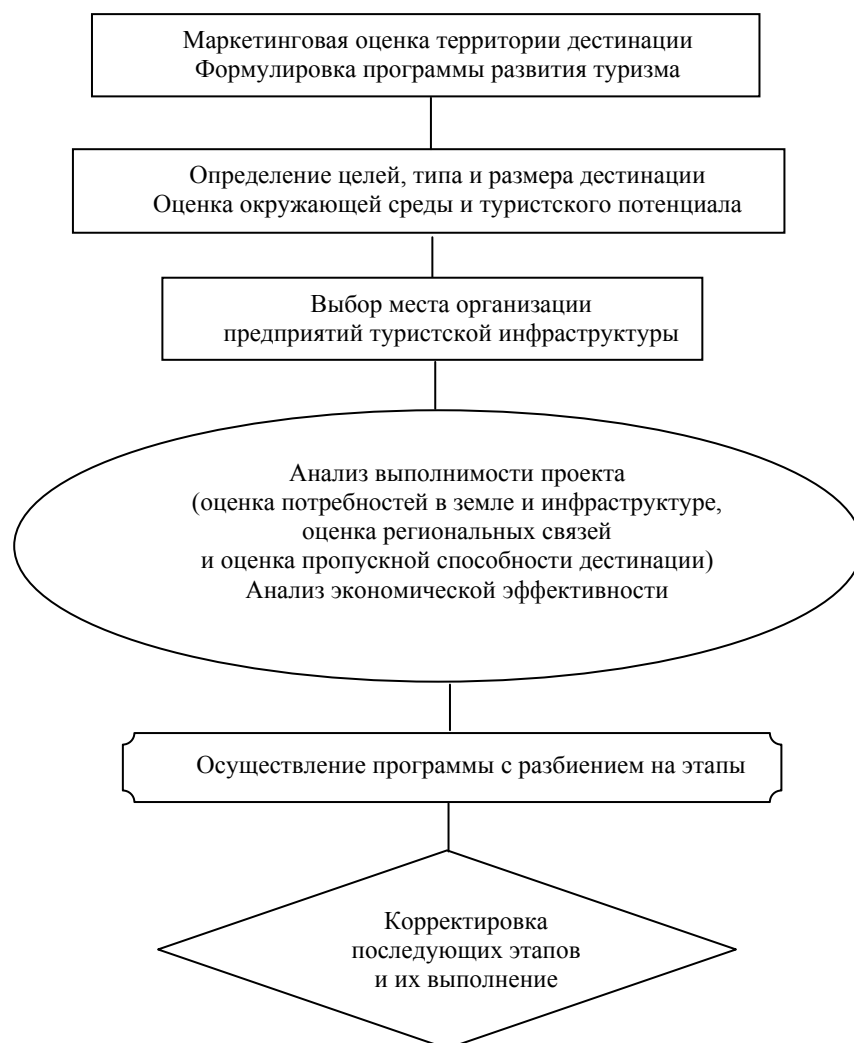 Маркетинговая оценка территории дестинации
Формулировка программы развития туризма
Определение целей, типа и размера дестинации
Оценка окружающей среды и туристского потенциала
Выбор места организации
предприятий туристской инфраструктуры
Анализ выполнимости проекта
(оценка потребностей в земле и инфраструктуре,
оценка региональных связей
и оценка пропускной способности дестинации)
Анализ экономической эффективности
Осуществление программы с разбиением на этапы
Корректировка
последующих этапов
и их выполнение